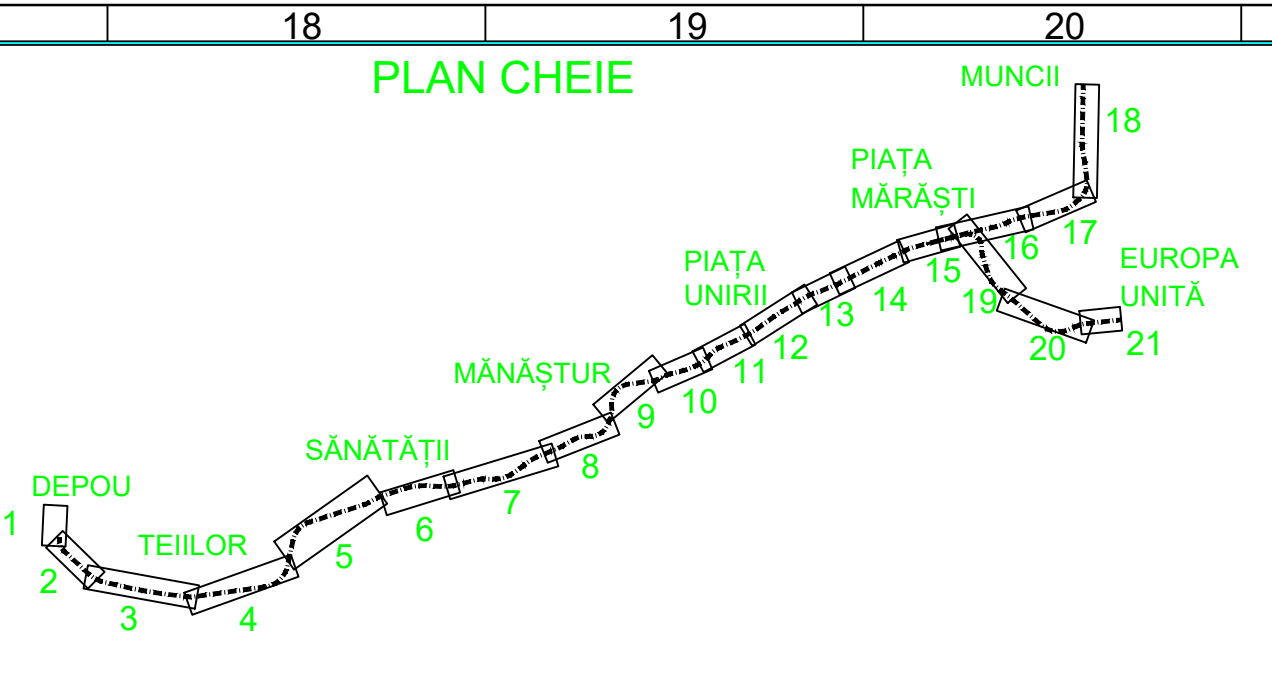 18 19 20
PLAN CHEIE
MUNCII
18
PIAȚA
MĂRĂȘTI
17
16
EUROPA
UNITĂ
15
PIAȚA
UNIRII
14
19
13
21
20
12
11
MĂNĂȘTUR
10
9
SĂNĂTĂȚII
8
DEPOU
7
1
6
TEIILOR
5
2
3
4